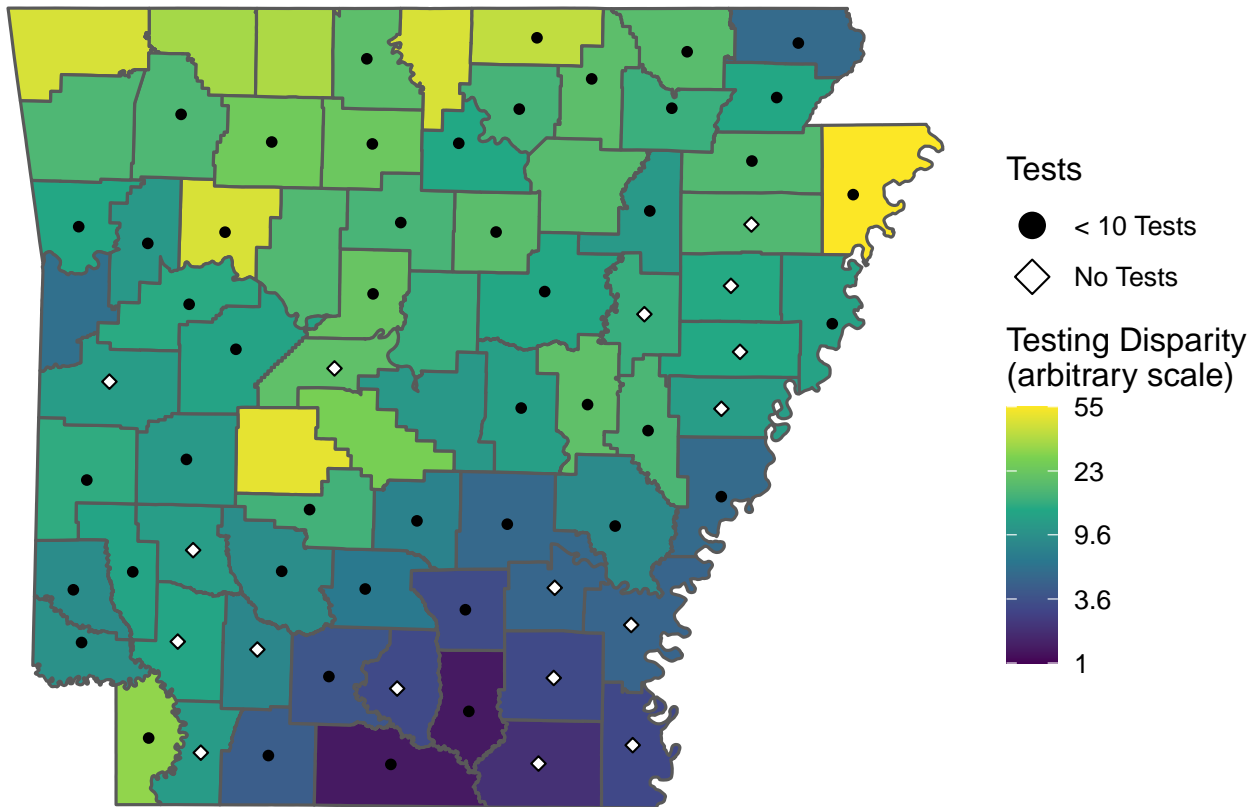 Tests
< 10 Tests
No Tests
Testing Disparity
(arbitrary scale)
55
23
9.6
3.6
1